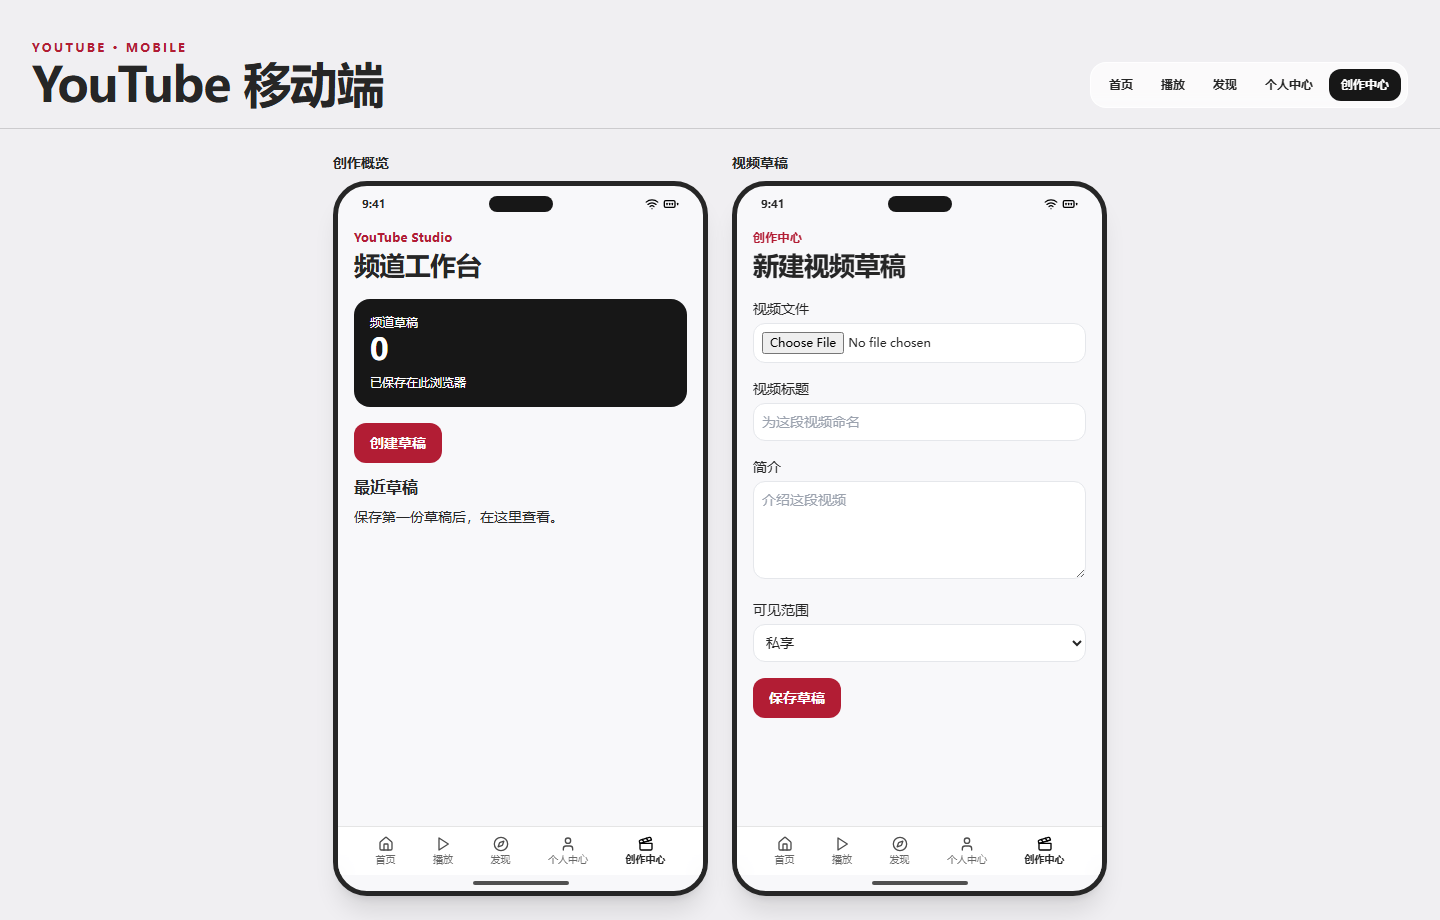 YOUTUBE • MOBILE
YouTube 移动端
首页 播放 发现 个人中心 创作中心
创作概览
9:41
YouTube Studio
频道工作台
频道草稿
0
已保存在此浏览器
创建草稿
最近草稿
保存第一份草稿后，在这里查看。
首页 播放 发现 个人中心 创作中心
视频草稿
9:41
创作中心
新建视频草稿
视频文件
Choose File No file chosen
视频标题
为这段视频命名
简介
介绍这段视频
可见范围
私享
保存草稿
首页 播放 发现 个人中心 创作中心